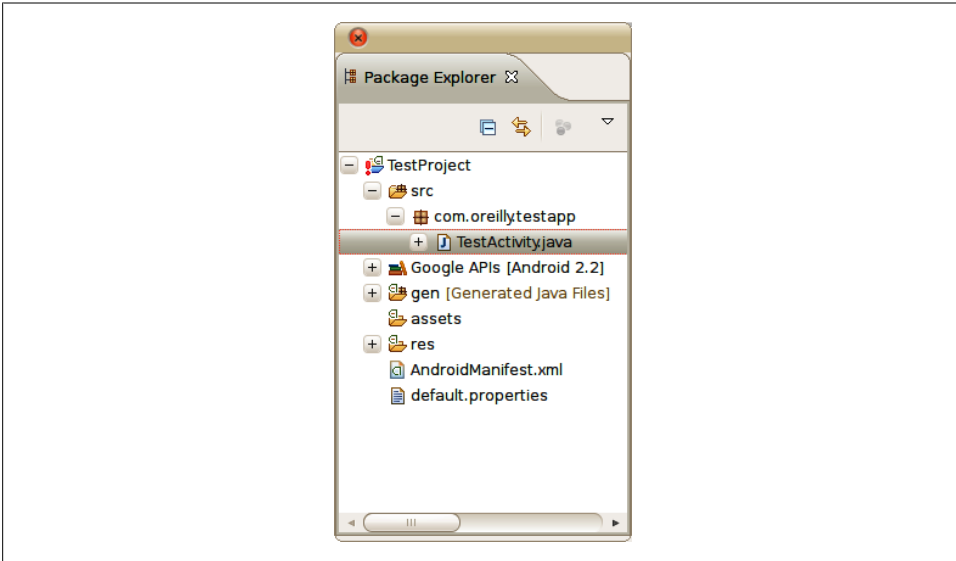 Package Explorer
TestProject
src
com.oreilly.testapp
TestActivity.java
Google APIs [Android 2.2]
gen [Generated Java Files]
assets
res
AndroidManifest.xml
default.properties